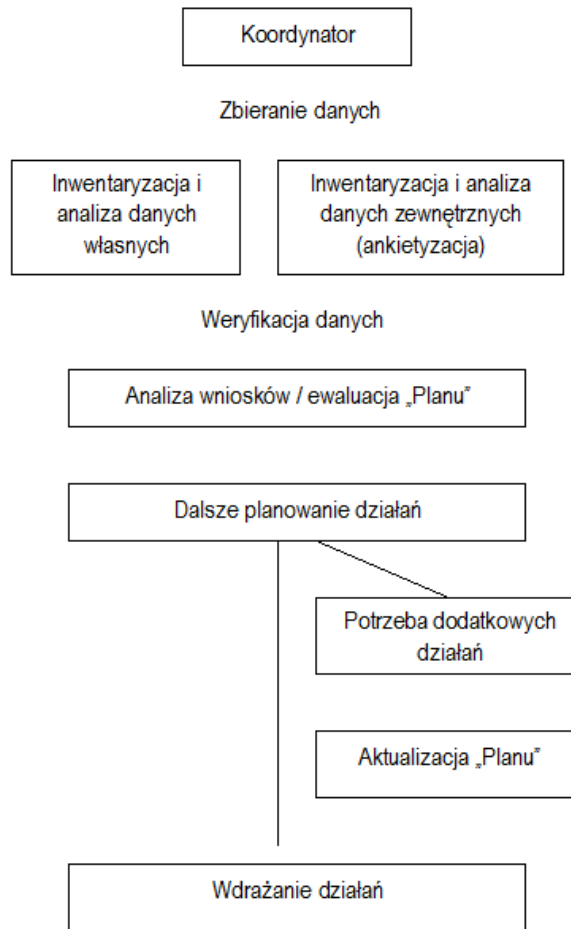 Koordynator
Zbieranie danych
Inwentaryzacja i
analiza danych
własnych
Inwentaryzacja i analiza
danych zewnętrznych
(ankietyzacja)
Weryfikacja danych
Analiza wniosków / ewaluacja „Planu”
Dalsze planowanie działań
Potrzeba dodatkowych
działań
Aktualizacja „Planu”
Wdrażanie działań